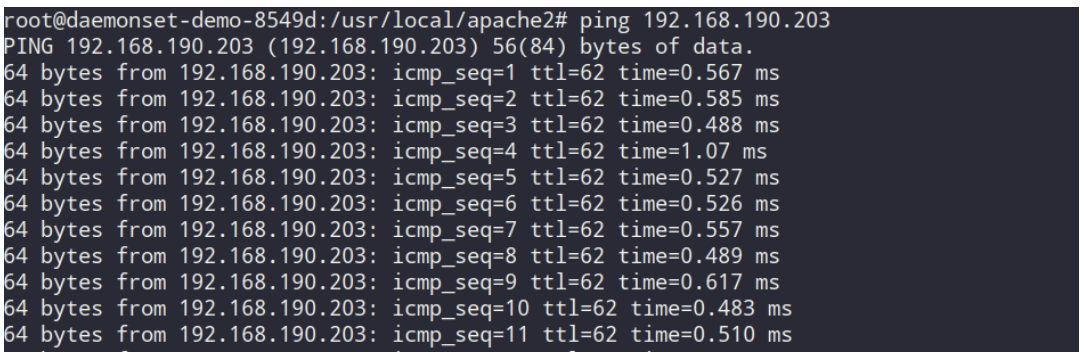 root@daemonset-demo-8549d:/usr/local/apache2# ping 192.168.190.203
PING 192.168.190.203 (192.168.190.203) 56(84) bytes of data.
64 bytes from 192.168.190.203: icmp_seq=1 ttl=62 time=0.567 ms
64 bytes from 192.168.190.203: icmp_seq=2 ttl=62 time=0.585 ms
64 bytes from 192.168.190.203: icmp_seq=3 ttl=62 time=0.488 ms
64 bytes from 192.168.190.203: icmp_seq=4 ttl=62 time=1.07 ms
64 bytes from 192.168.190.203: icmp_seq=5 ttl=62 time=0.527 ms
64 bytes from 192.168.190.203: icmp_seq=6 ttl=62 time=0.526 ms
64 bytes from 192.168.190.203: icmp_seq=7 ttl=62 time=0.557 ms
64 bytes from 192.168.190.203: icmp_seq=8 ttl=62 time=0.489 ms
64 bytes from 192.168.190.203: icmp_seq=9 ttl=62 time=0.617 ms
64 bytes from 192.168.190.203: icmp_seq=10 ttl=62 time=0.483 ms
64 bytes from 192.168.190.203: icmp_seq=11 ttl=62 time=0.510 ms